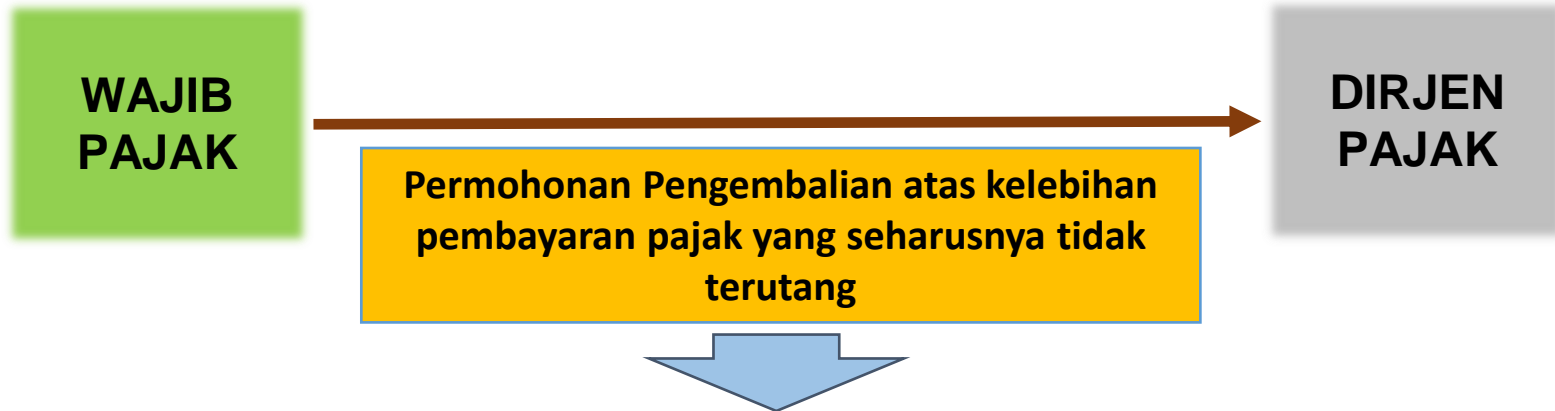 WAJIB
PAJAK
DIRJEN
PAJAK
Permohonan Pengembalian atas kelebihan
pembayaran pajak yang seharusnya tidak
terutang